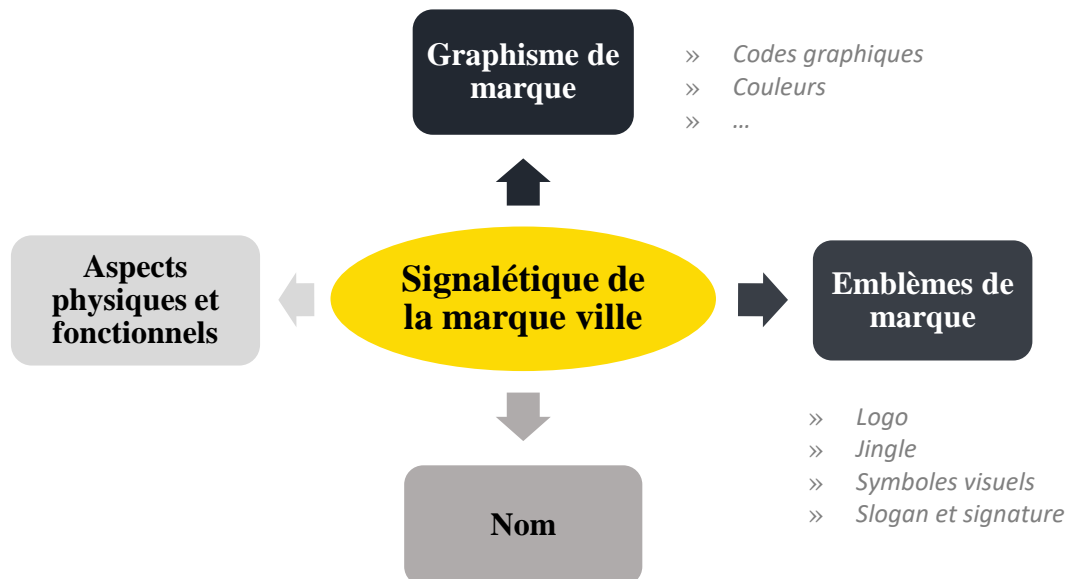 Graphisme de
marque
» Codes graphiques
» Couleurs
» …
Aspects
physiques et
fonctionnels
Signalétique de
la marque ville
Emblèmes de
marque
» Logo
» Jingle
» Symboles visuels
» Slogan et signature
Nom